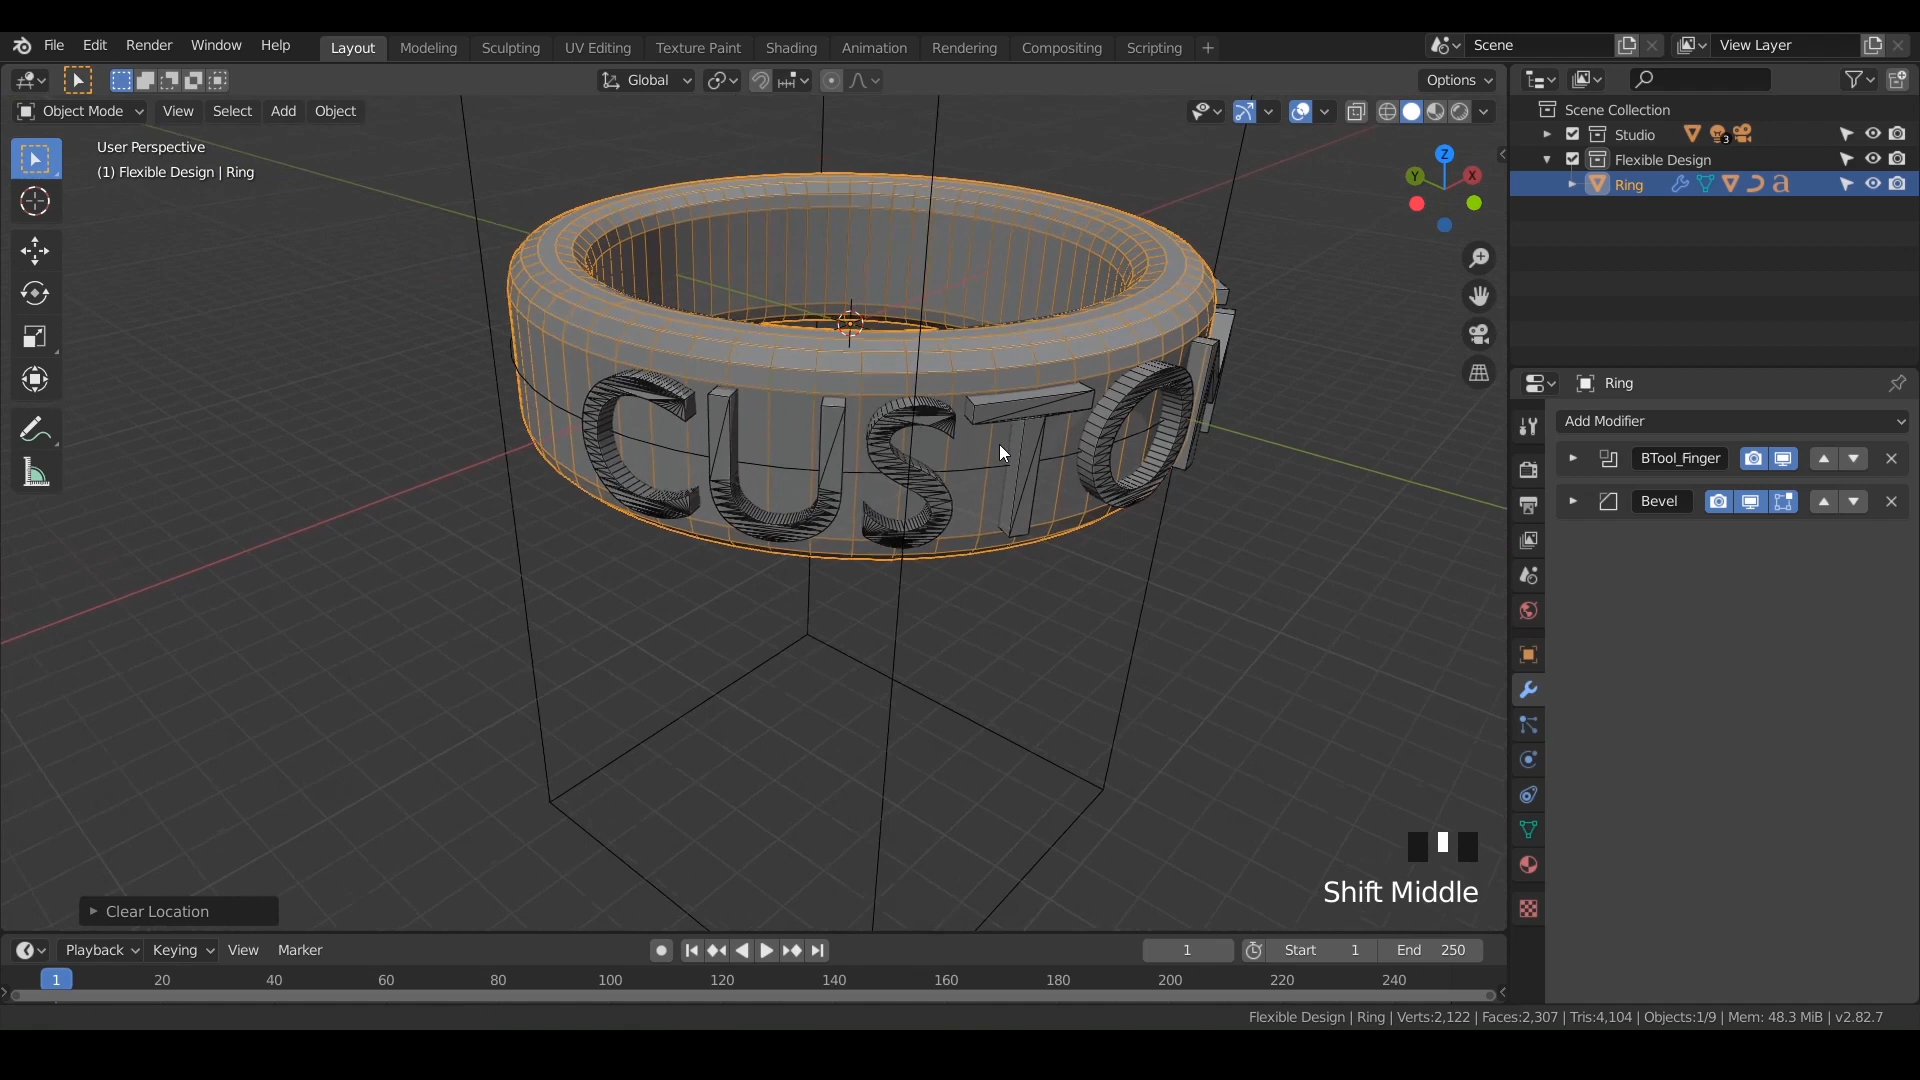 File Edit Render Window Help Layout Modeling Sculpting UV Editing Texture Paint Shading Animation Rendering Compositing Scripting + Scene View Layer
Global Options
Object Mode View Select Add Object
Scene Collection
Studio 3
Flexible Design
Ring
User Perspective
(1) Flexible Design | Ring
Z
Y
X
CUSTO
Ring
Add Modifier
BTool_Finger
Bevel
Shift Middle
Clear Location
Playback Keying View Marker 1 Start 1 End 250
1 20 40 60 80 100 120 140 160 180 200 220 240
Flexible Design | Ring | Verts:2,122 | Faces:2,307 | Tris:4,104 | Objects:1/9 | Mem: 48.3 MiB | v2.82.7